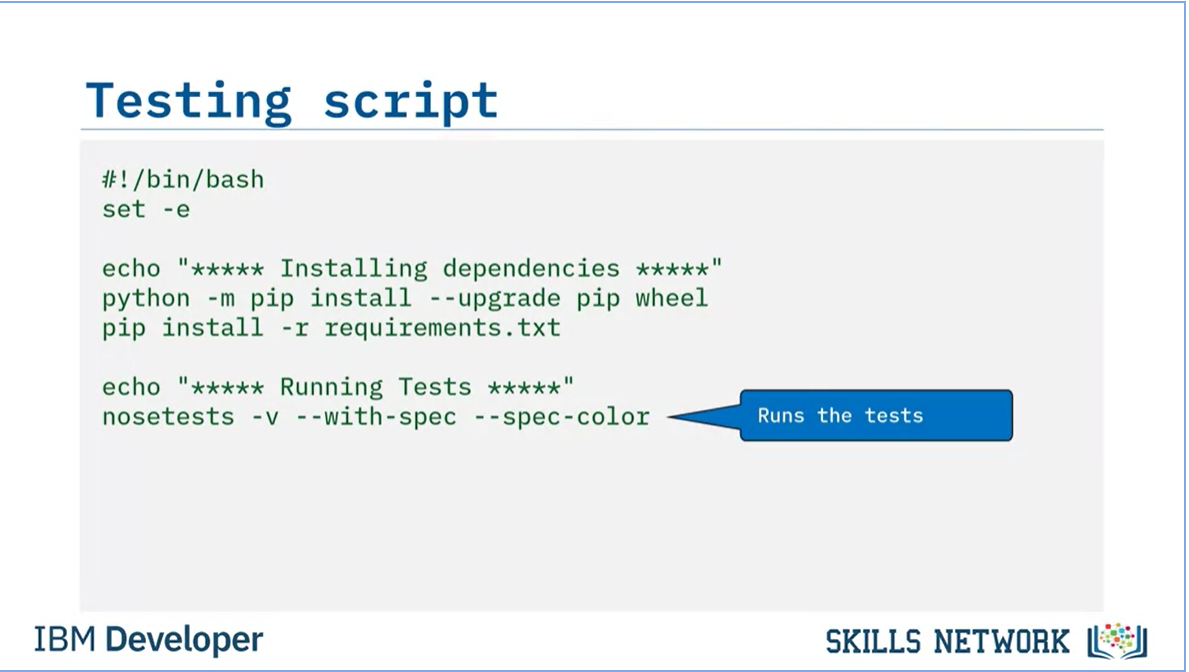 Testing script
#!/bin/bash
set -e
echo "***** Installing dependencies *****"
python -m pip install --upgrade pip wheel
pip install -r requirements.txt
echo "***** Running Tests *****"
nosetests -v --with-spec --spec-color
Runs the tests
IBM Developer
SKILLS NETWORK